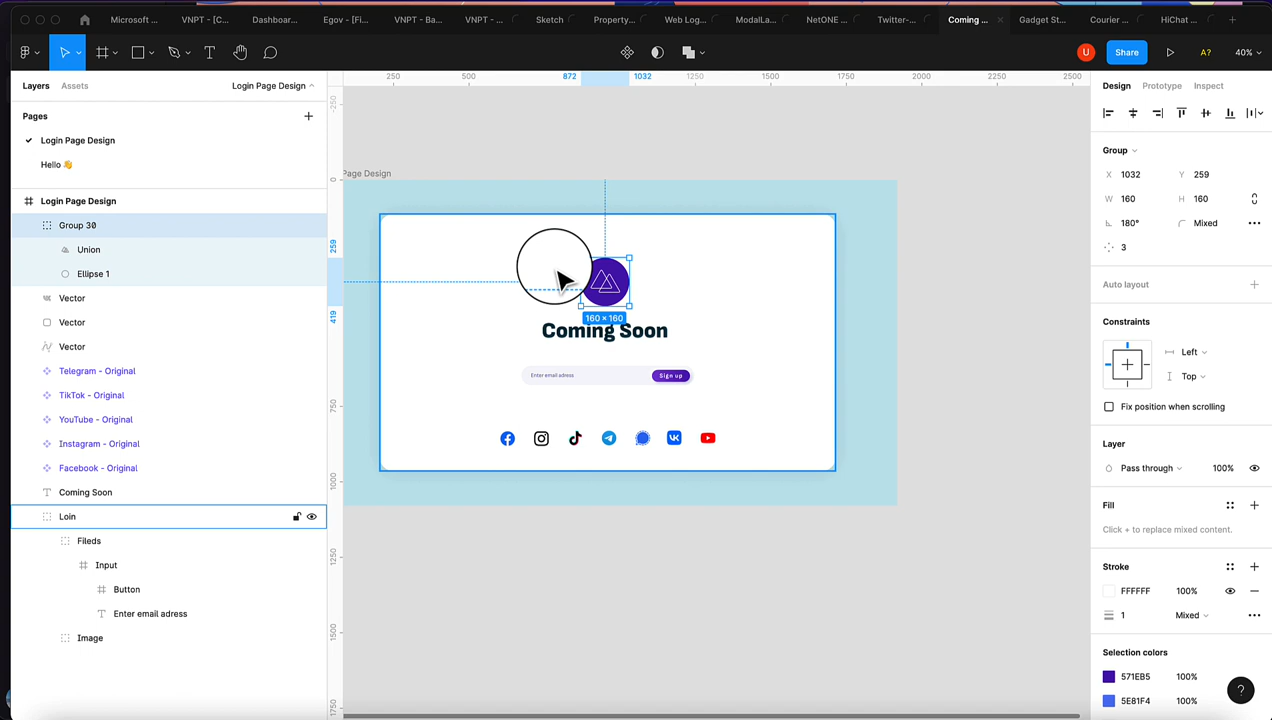 Microsoft ...
VNPT - [C...
Dashboar...
Egov - [Fi...
VNPT - Ba...
VNPT - ...
Sketch
Property...
Web Log...
ModalLa...
NetONE ...
Twitter-...
Coming ...
Gadget St...
Courier ...
HiChat ...
U
Share
A?
40%
Layers
Assets
Login Page Design
Pages
Login Page Design
Hello 👋
Login Page Design
Group 30
Union
Ellipse 1
Vector
Vector
Vector
Telegram - Original
TikTok - Original
YouTube - Original
Instagram - Original
Facebook - Original
Coming Soon
Loin
Fileds
Input
Button
Enter email adress
Image
250
500
872
1032
1250
1500
1750
2000
2250
2500
-250
0
259
419
750
1000
1250
1500
1750
Page Design
160 × 160
Coming Soon
Enter email adress
Sign up
Design
Prototype
Inspect
Group
X 1032
Y 259
W 160
H 160
180°
Mixed
3
Auto layout
Constraints
Left
Top
Fix position when scrolling
Layer
Pass through
100%
Fill
Click + to replace mixed content.
Stroke
FFFFFF 100%
1 Mixed
Selection colors
571EB5 100%
5E81F4 100%
?